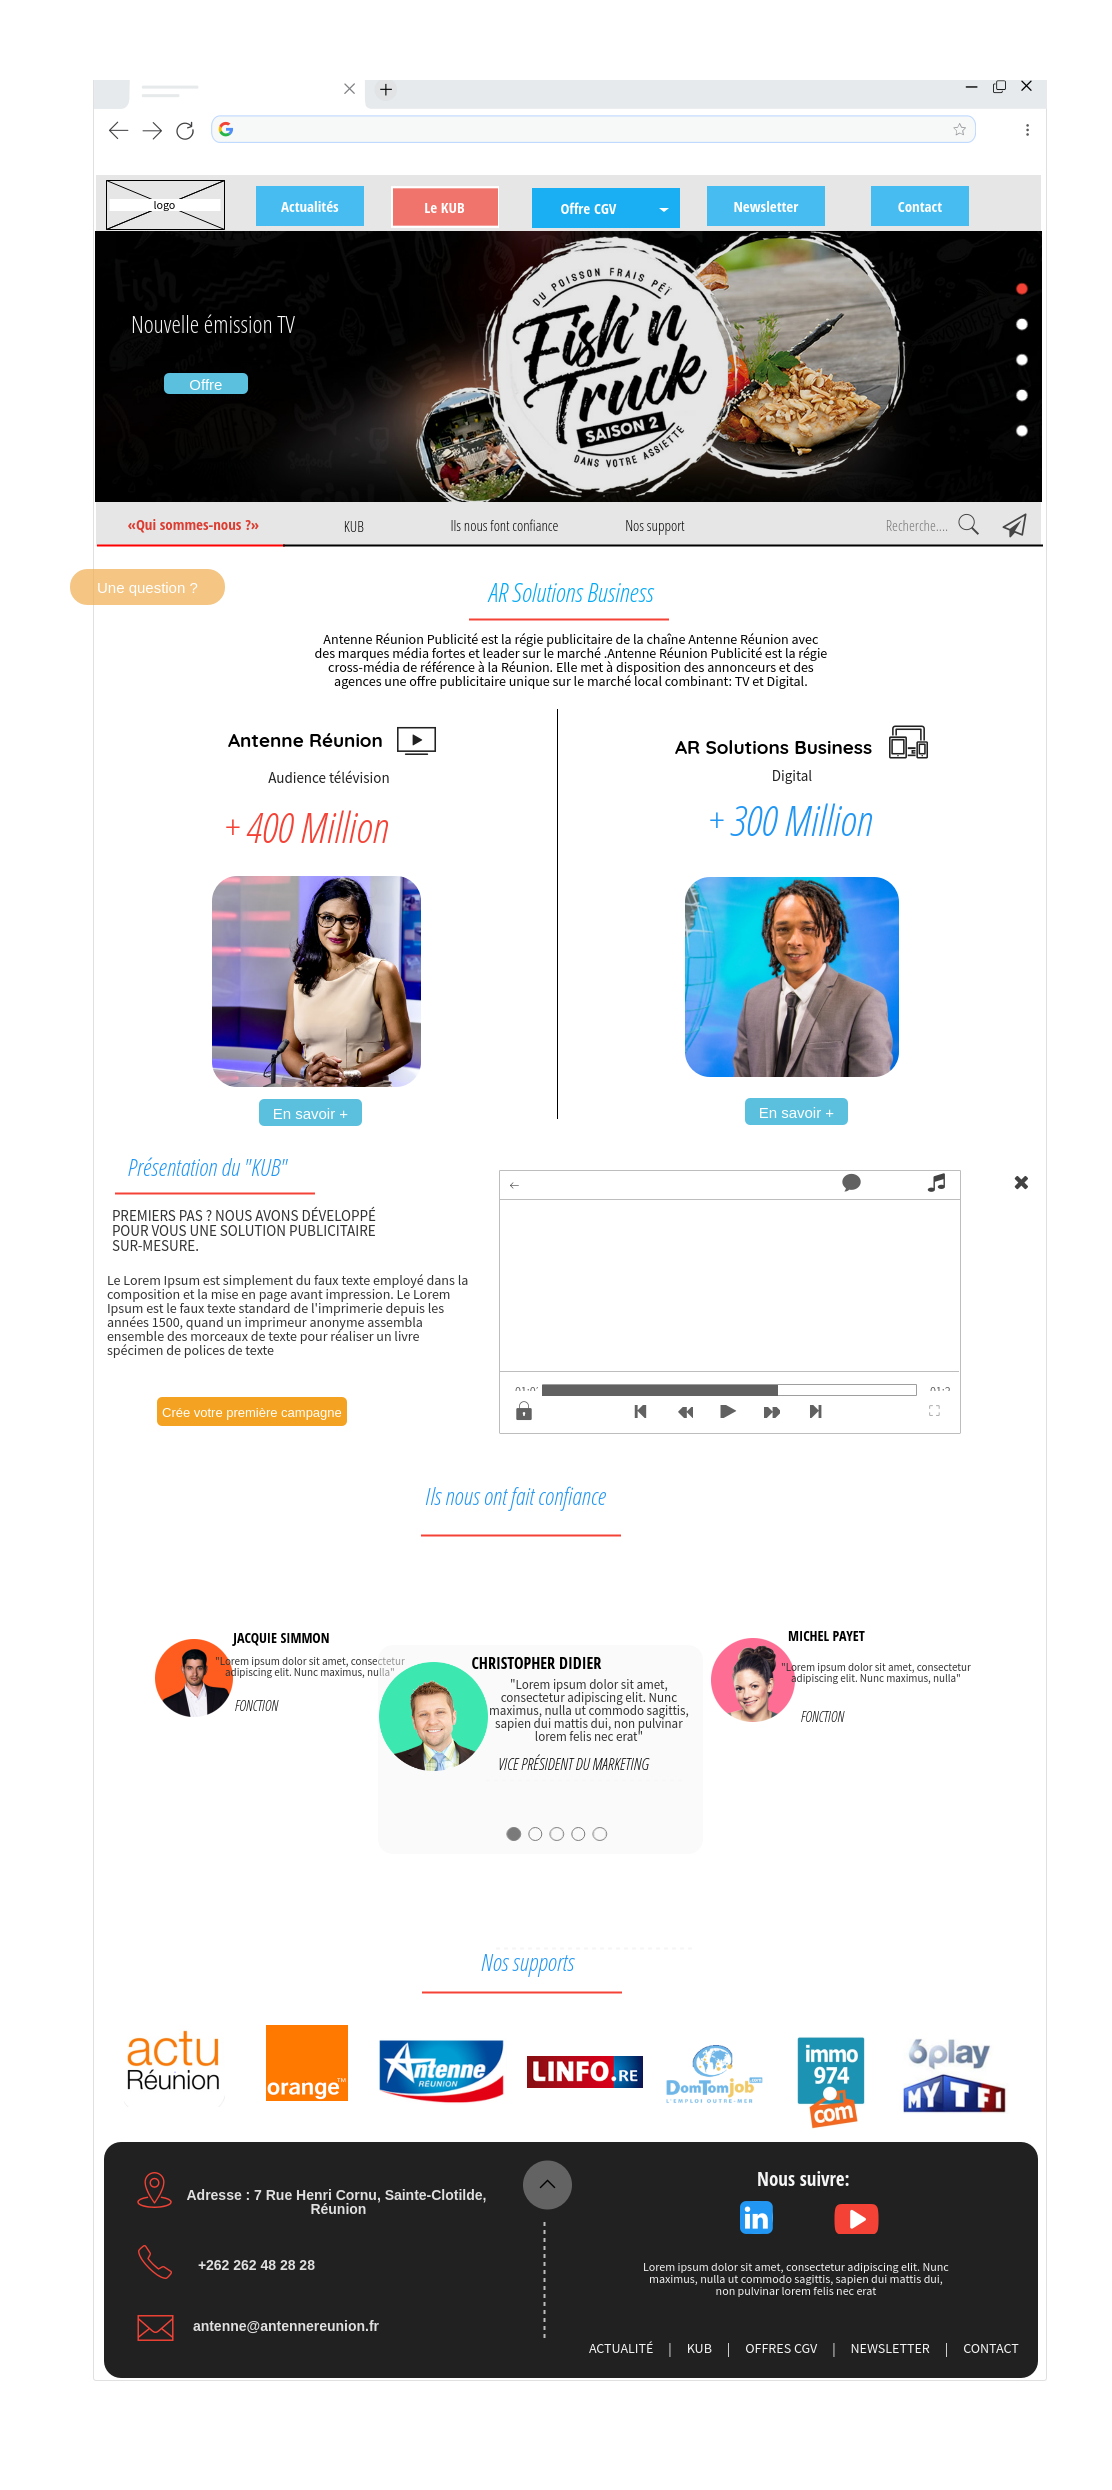 logo
Actualités
Le KUB
Offre CGV
Newsletter
Contact
Nouvelle émission TV
Offre
DU POISSON FRAIS PÉÏ
Fish'n
Truck
SAISON 2
DANS VOTRE ASSIETTE
«Qui sommes-nous ?»
KUB
Ils nous font confiance
Nos support
Recherche....
Une question ?
AR Solutions Business
Antenne Réunion Publicité est la régie publicitaire de la chaîne Antenne Réunion avec
des marques média fortes et leader sur le marché .Antenne Réunion Publicité est la régie
cross-média de référence à la Réunion. Elle met à disposition des annonceurs et des
agences une offre publicitaire unique sur le marché local combinant: TV et Digital.
Antenne Réunion
Audience télévision
+ 400 Million
En savoir +
AR Solutions Business
Digital
+ 300 Million
En savoir +
Présentation du "KUB"
PREMIERS PAS ? NOUS AVONS DÉVELOPPÉ
POUR VOUS UNE SOLUTION PUBLICITAIRE
SUR-MESURE.
Le Lorem Ipsum est simplement du faux texte employé dans la
composition et la mise en page avant impression. Le Lorem
Ipsum est le faux texte standard de l'imprimerie depuis les
années 1500, quand un imprimeur anonyme assembla
ensemble des morceaux de texte pour réaliser un livre
spécimen de polices de texte
Crée votre première campagne
Ils nous ont fait confiance
JACQUIE SIMMON
"Lorem ipsum dolor sit amet, consectetur
adipiscing elit. Nunc maximus, nulla"
FONCTION
CHRISTOPHER DIDIER
"Lorem ipsum dolor sit amet,
consectetur adipiscing elit. Nunc
maximus, nulla ut commodo sagittis,
sapien dui mattis dui, non pulvinar
lorem felis nec erat"
VICE PRÉSIDENT DU MARKETING
MICHEL PAYET
"Lorem ipsum dolor sit amet, consectetur
adipiscing elit. Nunc maximus, nulla"
FONCTION
Nos supports
actu
Réunion
orange™
Antenne
RÉUNION
LINFO.RE
DomTomjob.com
L'EMPLOI OUTRE-MER
immo
974
com
6play
MYTF1
Adresse : 7 Rue Henri Cornu, Sainte-Clotilde,
Réunion
+262 262 48 28 28
antenne@antennereunion.fr
Nous suivre:
in
Lorem ipsum dolor sit amet, consectetur adipiscing elit. Nunc
maximus, nulla ut commodo sagittis, sapien dui mattis dui,
non pulvinar lorem felis nec erat
ACTUALITÉ | KUB | OFFRES CGV | NEWSLETTER | CONTACT